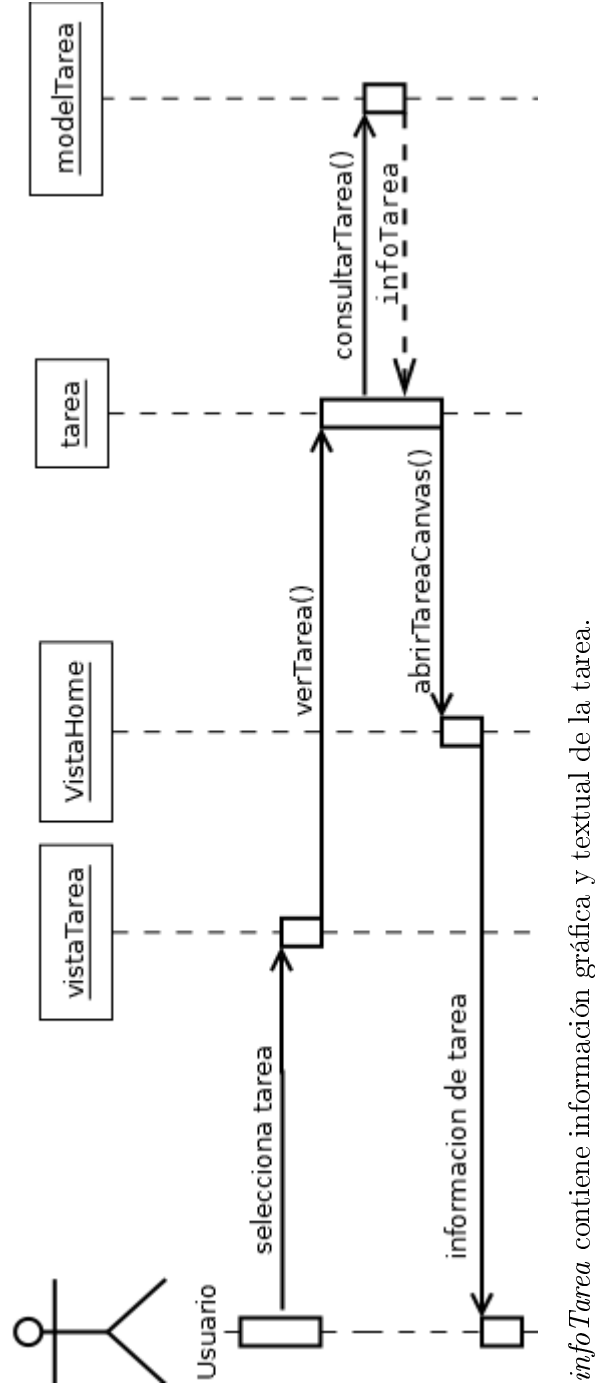 Usuario
vistaTarea
VistaHome
tarea
modelTarea
selecciona tarea
verTarea()
consultarTarea()
infoTarea
abrirTareaCanvas()
informacion de tarea
infoTarea contiene información gráfica y textual de la tarea.